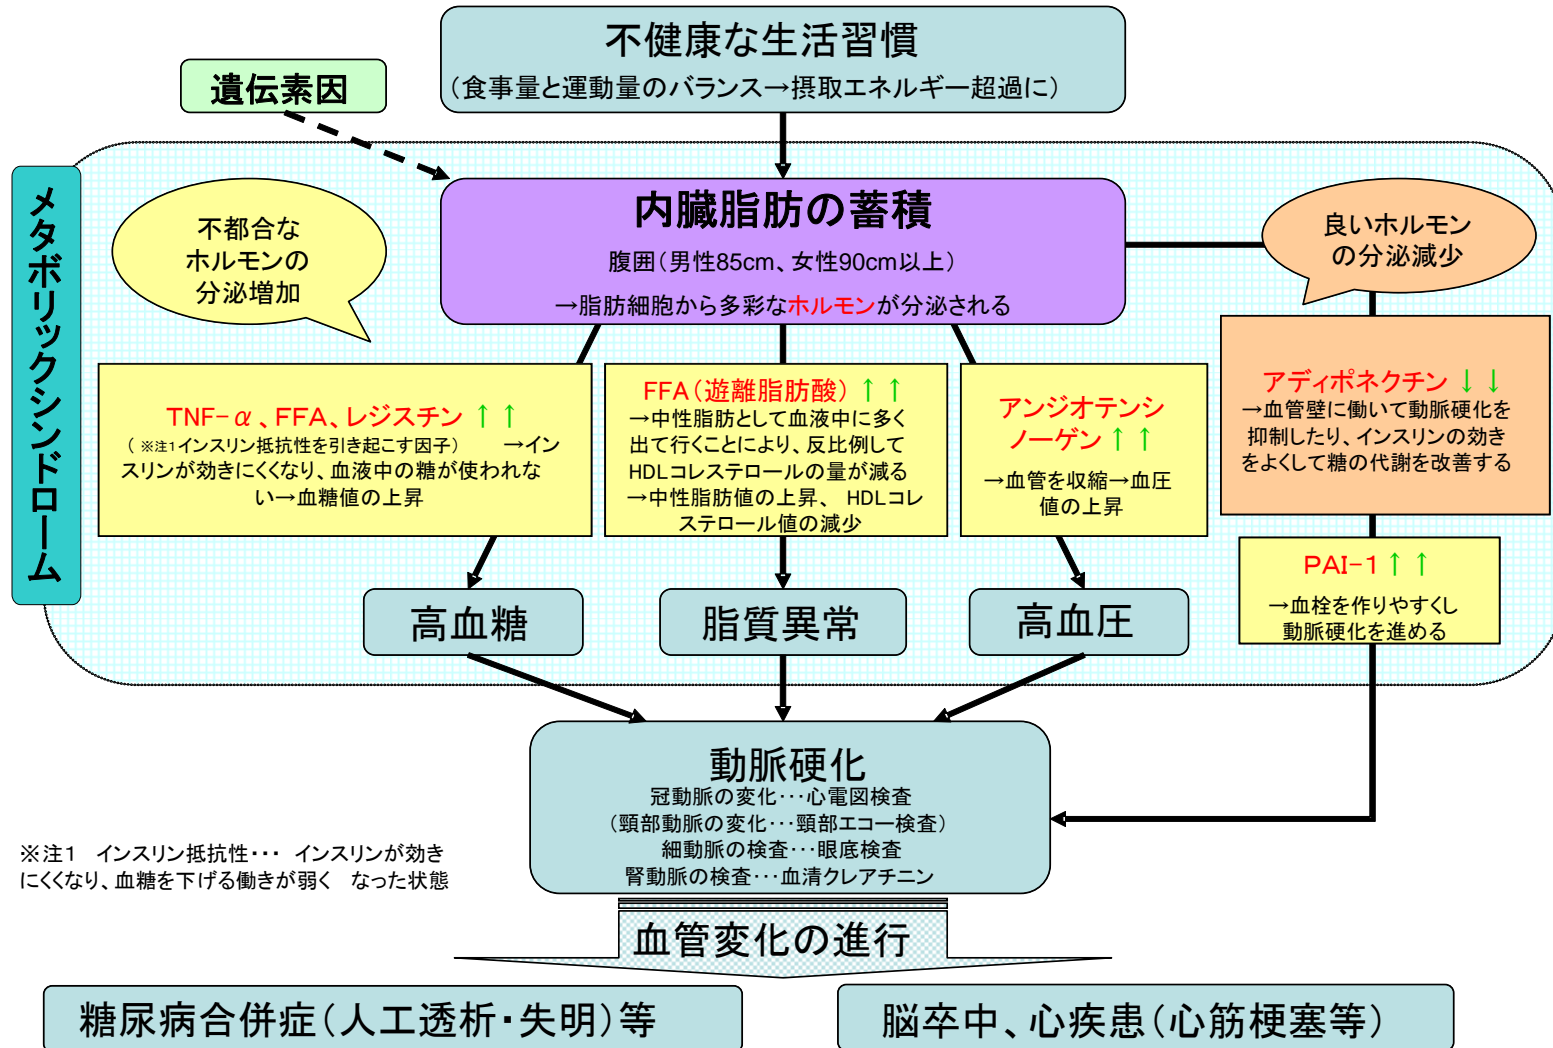 不健康な生活習慣
（食事量と運動量のバランス→摂取エネルギー超過に）
遺伝素因
メタボリックシンドローム
内臓脂肪の蓄積
腹囲（男性85cm、女性90cm以上）
→脂肪細胞から多彩なホルモンが分泌される
不都合な
ホルモンの
分泌増加
良いホルモン
の分泌減少
TNF-α、FFA、レジスチン ↑ ↑
（ ※注1インスリン抵抗性を引き起こす因子） →イン
スリンが効きにくくなり、血液中の糖が使われな
い→血糖値の上昇
FFA（遊離脂肪酸） ↑ ↑
→中性脂肪として血液中に多く
出て行くことにより、反比例して
HDLコレステロールの量が減る
→中性脂肪値の上昇、 HDLコレ
ステロール値の減少
アンジオテンシ
ノーゲン ↑ ↑
→血管を収縮→血圧
値の上昇
アディポネクチン ↓ ↓
→血管壁に働いて動脈硬化を
抑制したり、インスリンの効き
をよくして糖の代謝を改善する
PAI-1 ↑ ↑
→血栓を作りやすくし
動脈硬化を進める
高血糖
脂質異常
高血圧
動脈硬化
冠動脈の変化･･･心電図検査
（頸部動脈の変化･･･頸部エコー検査）
細動脈の検査･･･眼底検査
腎動脈の検査･･･血清クレアチニン
※注1 インスリン抵抗性･･･ インスリンが効き
にくくなり、血糖を下げる働きが弱く なった状態
血管変化の進行
糖尿病合併症（人工透析・失明）等
脳卒中、心疾患（心筋梗塞等）